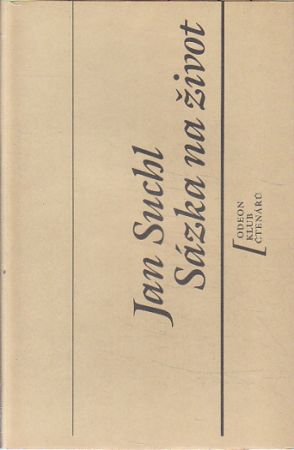 Jan Suchl
Sázka na život
ODEON
KLUB
ČTENÁŘŮ